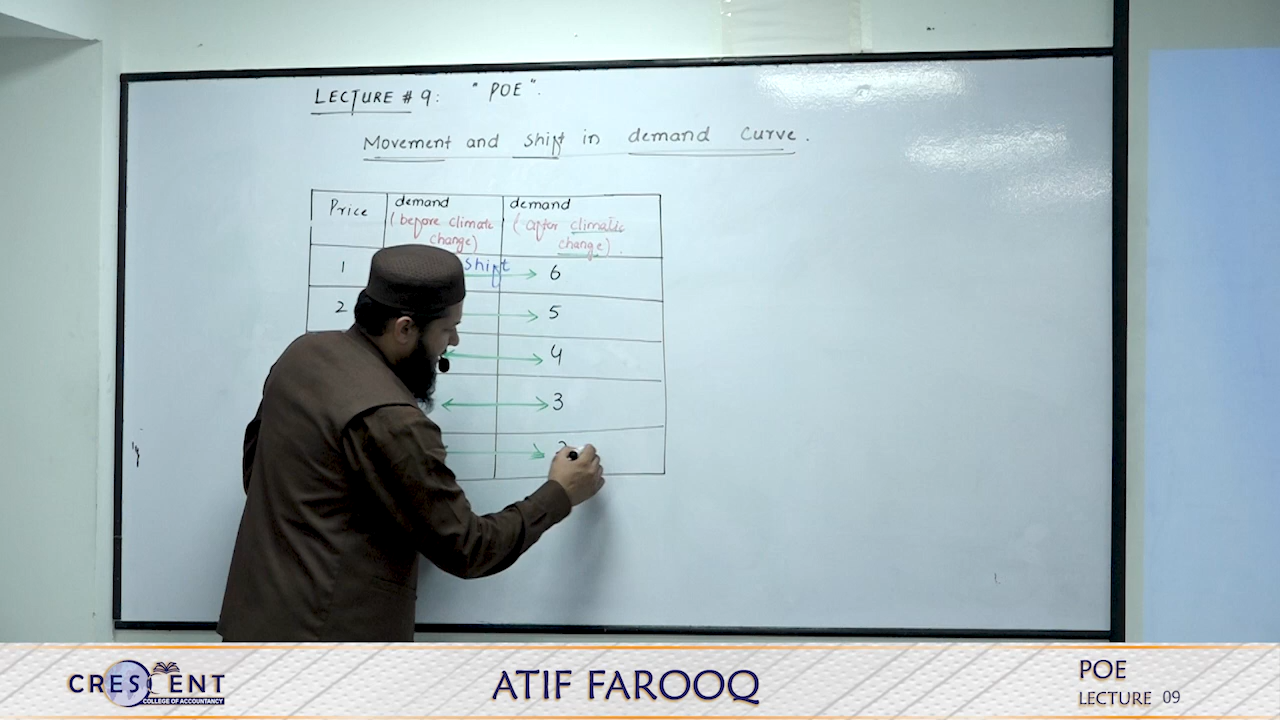 LECTURE # 9: " POE ".
Movement and shift in demand Curve.
Price demand (before climate change) demand (after climatic change).
1 shift 6
2 5
4
3
CRESCENT
COLLEGE OF ACCOUNTANCY
ATIF FAROOQ
POE
LECTURE 09